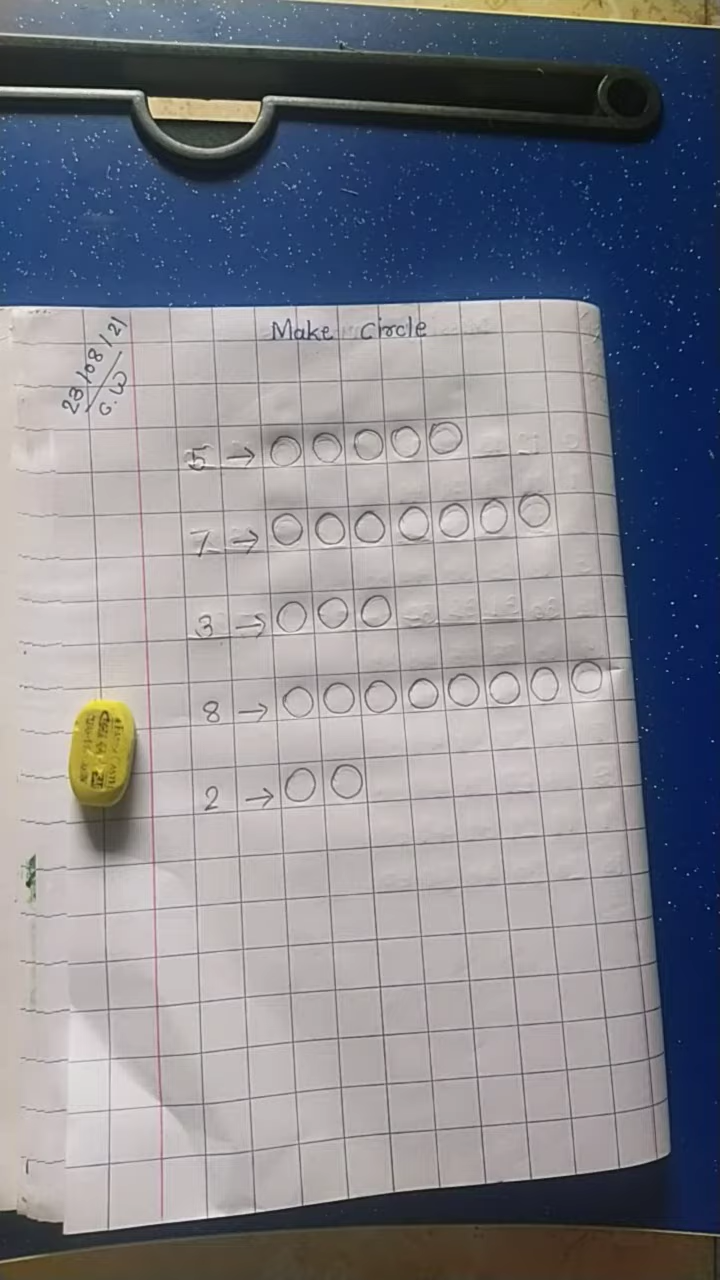 Make Circle
23/08/21
C.W
5 → ○ ○ ○ ○ ○
7 → ○ ○ ○ ○ ○ ○ ○
3 → ○ ○ ○
8 → ○ ○ ○ ○ ○ ○ ○ ○
2 → ○ ○